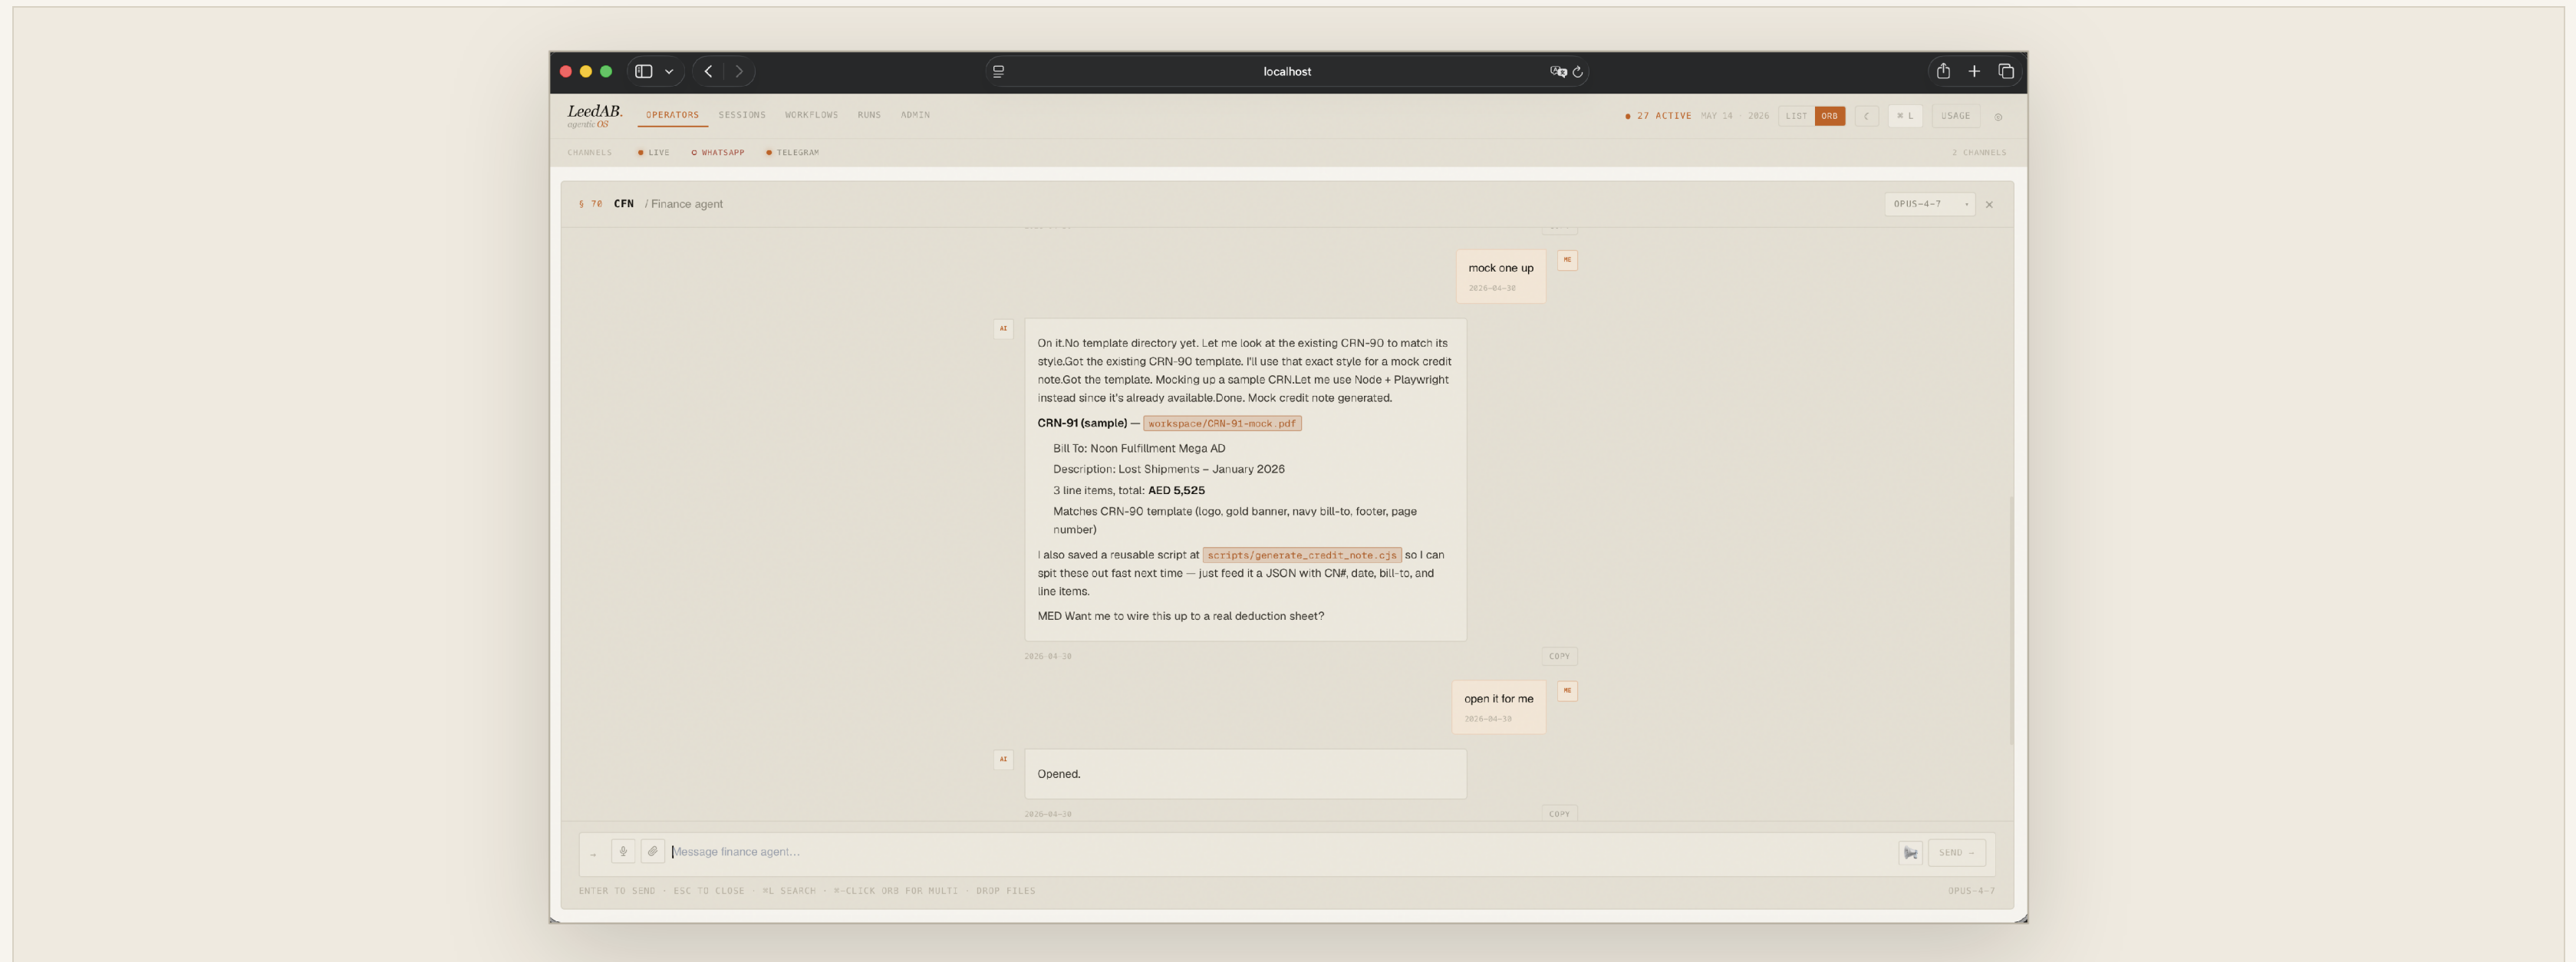 localhost
LeedAB.
agentic OS
OPERATORS SESSIONS WORKFLOWS RUNS ADMIN
27 ACTIVE MAY 14 · 2026 LIST ORB ☾ ⌘ L USAGE
CHANNELS LIVE WHATSAPP TELEGRAM 2 CHANNELS
§ 70 CFN / Finance agent OPUS-4-7 ×
mock one up
ME
2026-04-30
AI
On it.No template directory yet. Let me look at the existing CRN-90 to match its
style.Got the existing CRN-90 template. I'll use that exact style for a mock credit
note.Got the template. Mocking up a sample CRN.Let me use Node + Playwright
instead since it's already available.Done. Mock credit note generated.
CRN-91 (sample) — workspace/CRN-91-mock.pdf
Bill To: Noon Fulfillment Mega AD
Description: Lost Shipments – January 2026
3 line items, total: AED 5,525
Matches CRN-90 template (logo, gold banner, navy bill-to, footer, page
number)
I also saved a reusable script at scripts/generate_credit_note.cjs so I can
spit these out fast next time — just feed it a JSON with CN#, date, bill-to, and
line items.
MED Want me to wire this up to a real deduction sheet?
2026-04-30 COPY
open it for me
ME
2026-04-30
AI
Opened.
2026-04-30 COPY
Message finance agent... SEND →
ENTER TO SEND · ESC TO CLOSE · ⌘L SEARCH · ⌘-CLICK ORB FOR MULTI · DROP FILES OPUS-4-7